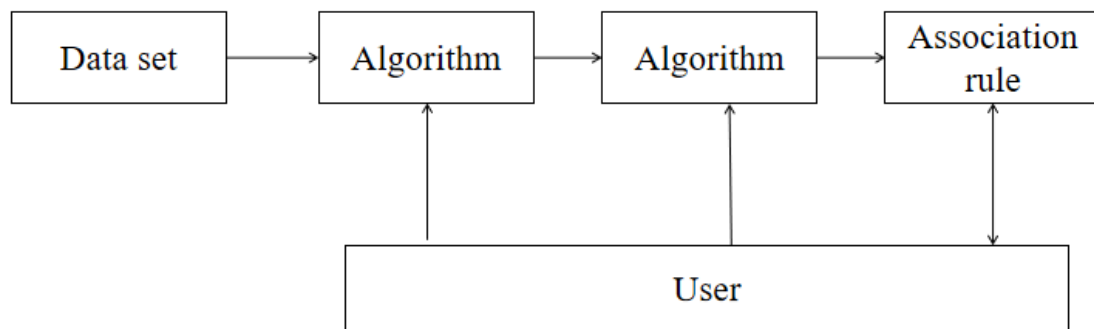 Data set
Algorithm
Algorithm
Association
rule
User